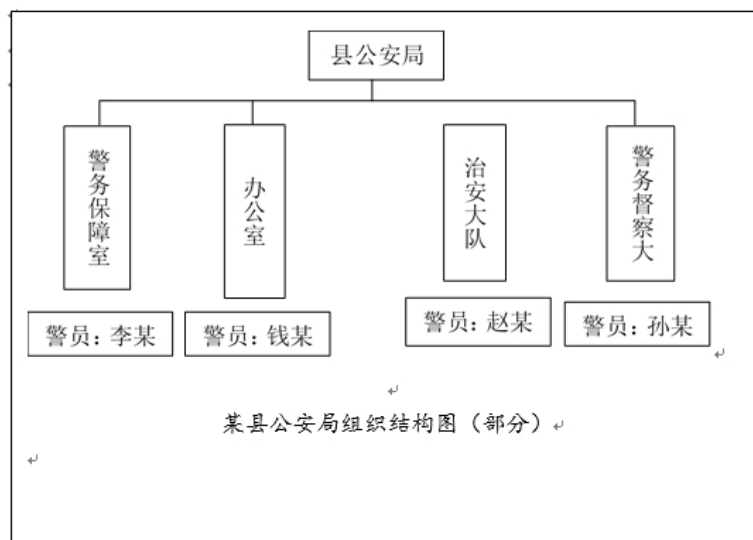 县公安局
警务保障室
办公室
治安大队
警务督察大
警员：李某
警员：钱某
警员：赵某
警员：孙某
某县公安局组织结构图（部分）